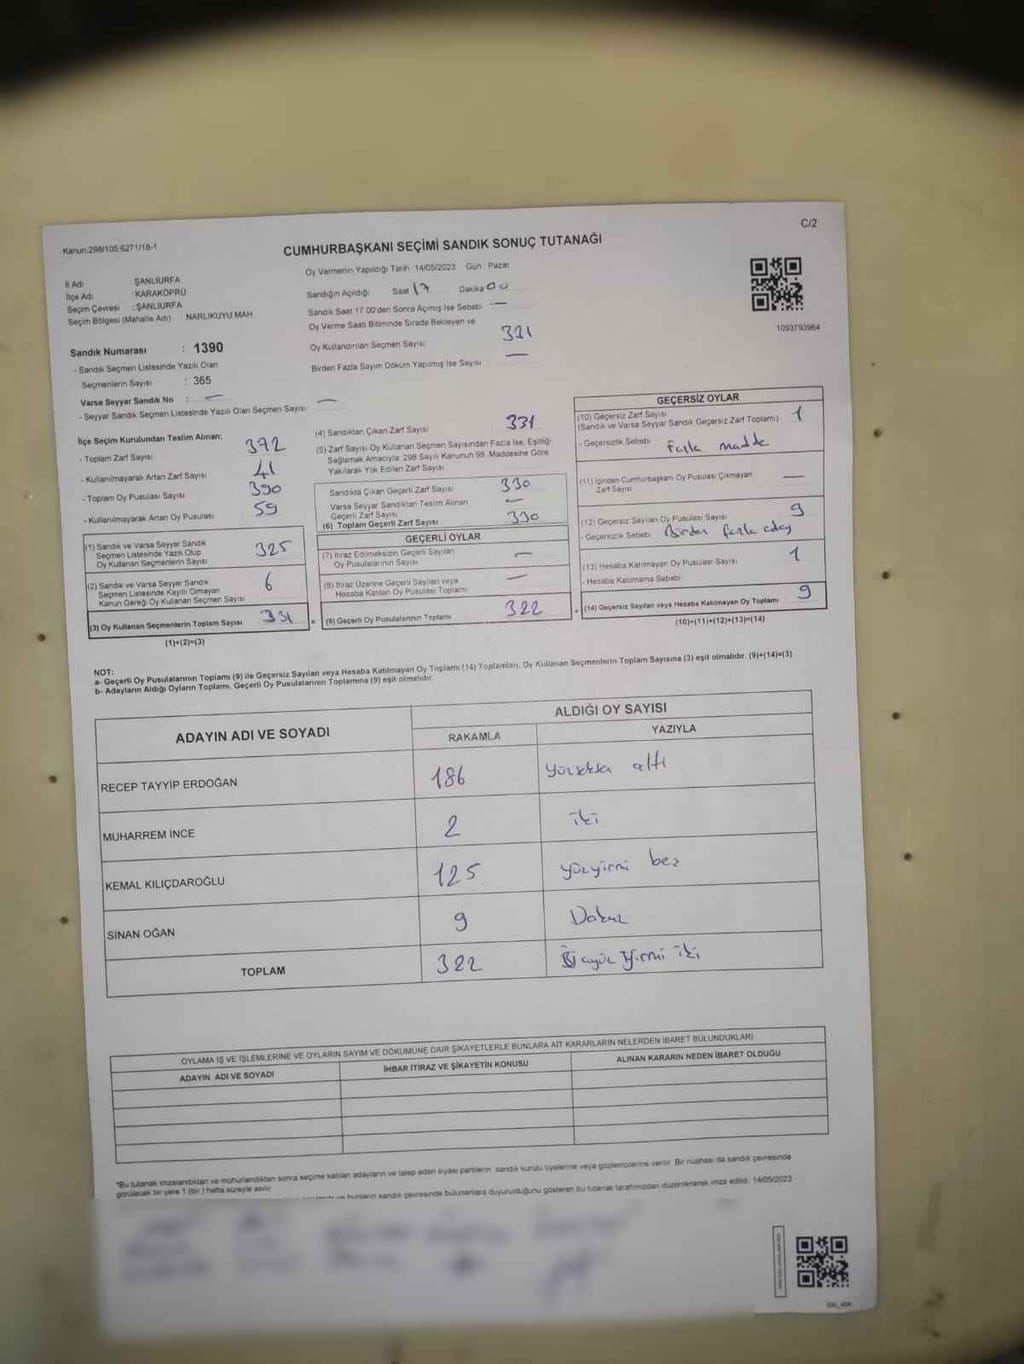 Kanun:298/105 6271/18-1
C/2
CUMHURBAŞKANI SEÇİMİ SANDIK SONUÇ TUTANAĞI
İl Adı ŞANLIURFA
İlçe Adı : KARAKÖPRÜ
Seçim Çevresi : ŞANLIURFA
Seçim Bölgesi (Mahalle Adı) NARLIKUYU MAH
Sandık Numarası : 1390
- Sandık Seçmen Listesinde Yazılı Olan
Seçmenlerin Sayısı : 365
Varsa Seyyar Sandık No : —
- Seyyar Sandık Seçmen Listesinde Yazılı Olan Seçmen Sayısı —
Oy Vermenin Yapıldığı Tarih 14/05/2023 Gün : Pazar
Sandığın Açıldığı Saat 17 Dakika 00
Sandık Saat 17 00'den Sonra Açılmış İse Sebebi —
Oy Verme Saati Bitiminde Sırada Bekleyen ve
Oy Kullandırılan Seçmen Sayısı 331
Birden Fazla Sayım Döküm Yapılmış İse Sayısı —
1093793964
İlçe Seçim Kurulundan Teslim Alınan;
- Toplam Zarf Sayısı 392
- Kullanılmayarak Artan Zarf Sayısı 41
- Toplam Oy Pusulası Sayısı 390
- Kullanılmayarak Artan Oy Pusulası 59
(1) Sandık ve Varsa Seyyar Sandık
Seçmen Listesinde Yazılı Olup
Oy Kullanan Seçmenlerin Sayısı 325
(2) Sandık ve Varsa Seyyar Sandık
Seçmen Listesinde Kayıtlı Olmayan
Kanun Gereği Oy Kullanan Seçmen Sayısı 6
(3) Oy Kullanan Seçmenlerin Toplam Sayısı 331
(1)+(2)=(3)
(4) Sandıktan Çıkan Zarf Sayısı 331
(5) Zarf Sayısı Oy Kullanan Seçmen Sayısından Fazla İse, Eşitliği
Sağlamak Amacıyla; 298 Sayılı Kanunun 98. Maddesine Göre
Yakılarak Yok Edilen Zarf Sayısı
Sandıkta Çıkan Geçerli Zarf Sayısı 330
Varsa Seyyar Sandıktan Teslim Alınan
Geçerli Zarf Sayısı —
(6) Toplam Geçerli Zarf Sayısı 330
GEÇERLİ OYLAR
(7) İtiraz Edilmeksizin Geçerli Sayılan
Oy Pusulalarının Sayısı —
(8) İtiraz Üzerine Geçerli Sayılan veya
Hesaba Katılan Oy Pusulası Toplamı —
(9) Geçerli Oy Pusulalarının Toplamı 322
GEÇERSİZ OYLAR
(10) Geçersiz Zarf Sayısı
(Sandık ve Varsa Seyyar Sandık Geçersiz Zarf Toplamı) 1
- Geçersizlik Sebebi Fazla madde
(11) İçinden Cumhurbaşkanı Oy Pusulası Çıkmayan
Zarf Sayısı —
(12) Geçersiz Sayılan Oy Pusulası Sayısı 9
- Geçersizlik Sebebi Birden fazla aday
(13) Hesaba Katılmayan Oy Pusulası Sayısı 1
- Hesaba Katılmama Sebebi
(14) Geçersiz Sayılan veya Hesaba Katılmayan Oy Toplamı 9
(10)+(11)+(12)+(13)=(14)
NOT:
a- Geçerli Oy Pusulalarının Toplamı (9) ile Geçersiz Sayılan veya Hesaba Katılmayan Oy Toplamı (14) Toplamları, Oy Kullanan Seçmenlerin Toplam Sayısına (3) eşit olmalıdır. (9)+(14)=(3)
b- Adayların Aldığı Oyların Toplamı, Geçerli Oy Pusulalarının Toplamına (9) eşit olmalıdır.
ADAYIN ADI VE SOYADI
ALDIĞI OY SAYISI
RAKAMLA YAZIYLA
RECEP TAYYİP ERDOĞAN 186 yüzseksen altı
MUHARREM İNCE 2 iki
KEMAL KILIÇDAROĞLU 125 yüzyirmi beş
SİNAN OĞAN 9 Dokuz
TOPLAM 322 Üçyüz Yirmi iki
OYLAMA İŞ VE İŞLEMLERİNE VE OYLARIN SAYIM VE DÖKÜMÜNE DAİR ŞİKAYETLERLE BUNLARA AİT KARARLARIN NELERDEN İBARET BULUNDUKLARI
ADAYIN ADI VE SOYADI İHBAR İTİRAZ VE ŞİKAYETİN KONUSU ALINAN KARARIN NEDEN İBARET OLDUĞU
*Bu tutanak imzalandıktan ve mühürlendikten sonra seçime katılan adayların ve talep eden siyasi partilerin sandık kurulu üyelerine veya gözlemcilerine verilir. Bir nüshası da sandık çevresinde
görülecek bir yere 1 (bir) hafta süreyle asılır.
ve bunların sandık çevresinde bulunanlara duyurulduğunu gösteren bu tutanak tarafımızdan düzenlenerek imza edildi. 14/05/2023